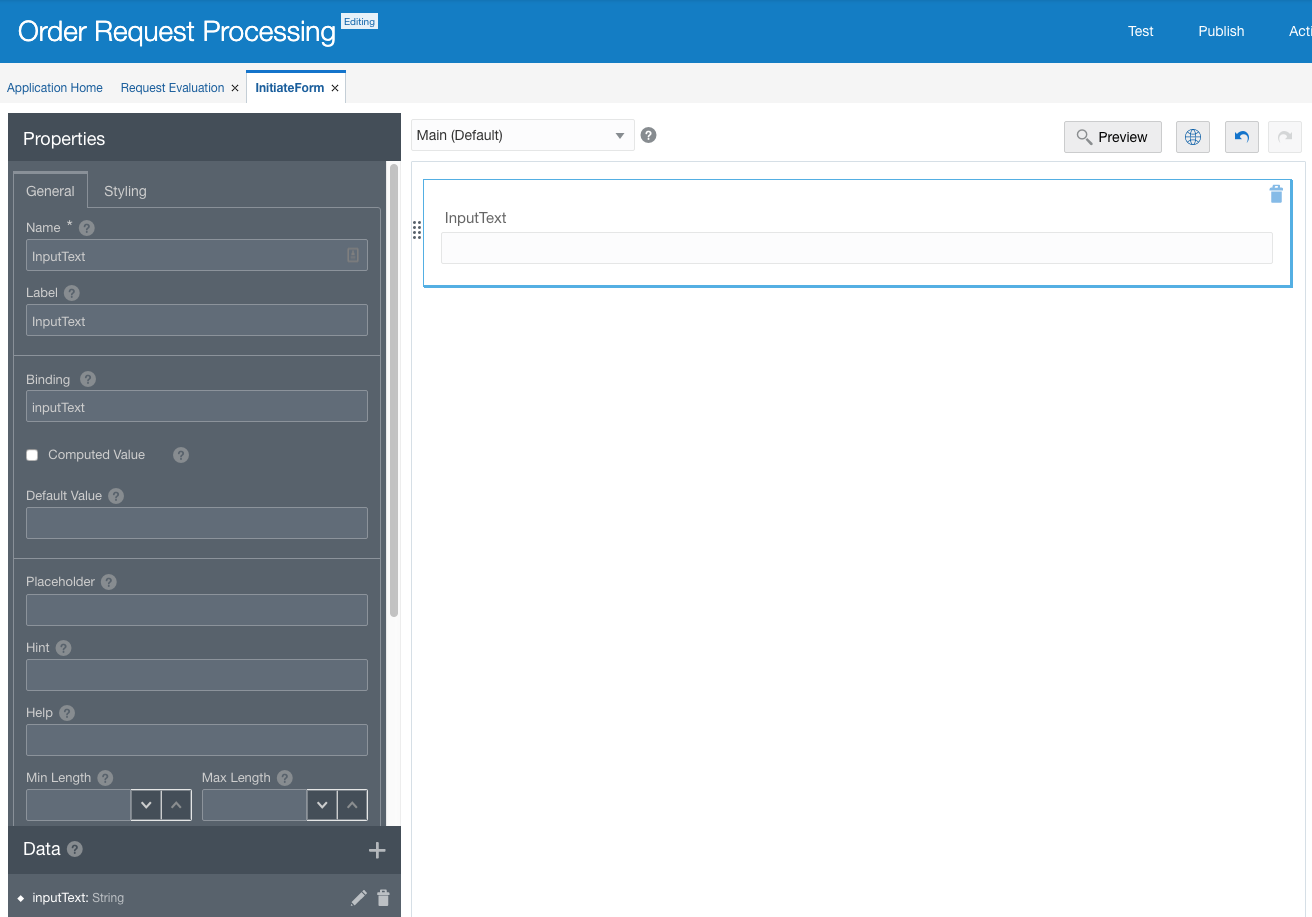 Order Request Processing Editing
Test Publish Acti
Application Home Request Evaluation × InitiateForm ×
Properties
Main (Default) ?
Preview
General Styling
Name * ?
InputText
Label ?
InputText
Binding ?
inputText
Computed Value ?
Default Value ?
Placeholder ?
Hint ?
Help ?
Min Length ? Max Length ?
Data ? +
inputText: String
InputText